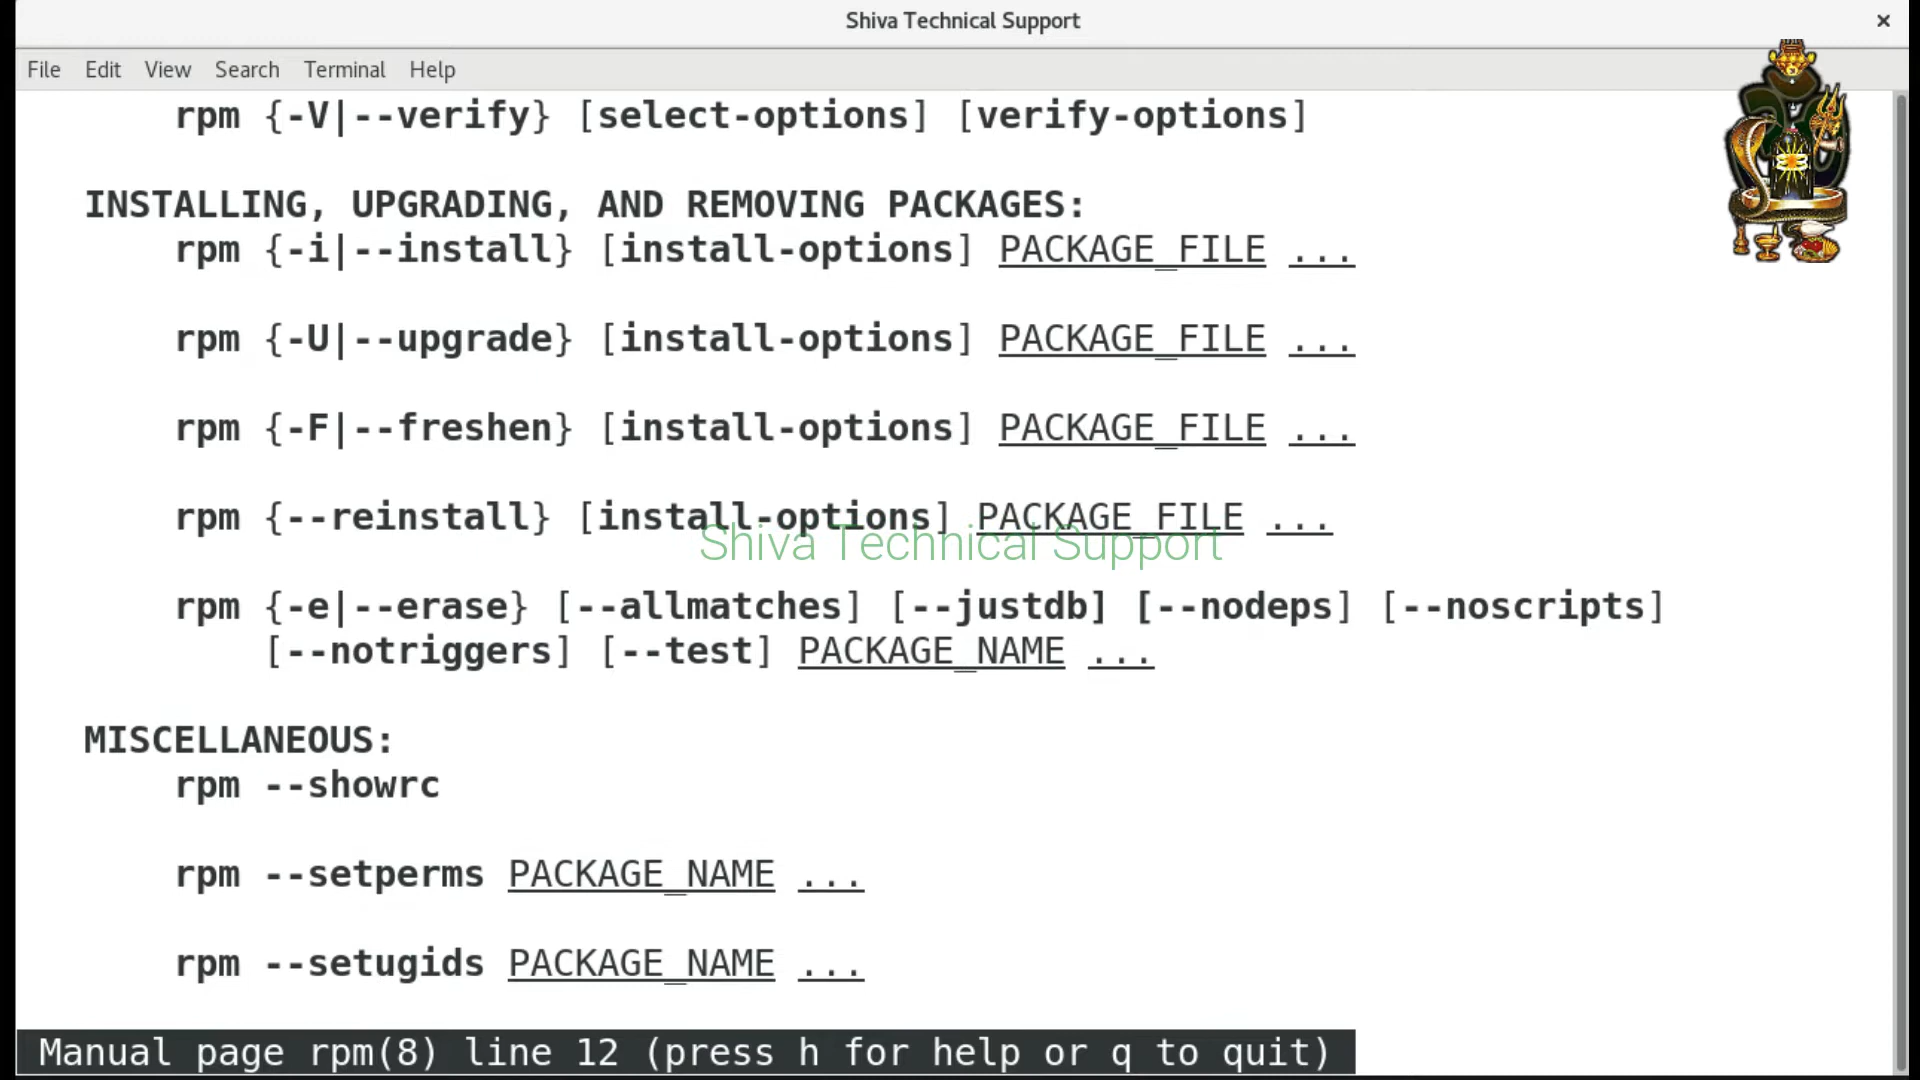 Shiva Technical Support ×
File Edit View Search Terminal Help
rpm {-V|--verify} [select-options] [verify-options]
INSTALLING, UPGRADING, AND REMOVING PACKAGES:
rpm {-i|--install} [install-options] PACKAGE_FILE ...
rpm {-U|--upgrade} [install-options] PACKAGE_FILE ...
rpm {-F|--freshen} [install-options] PACKAGE_FILE ...
rpm {--reinstall} [install-options] PACKAGE_FILE ...
Shiva Technical Support
rpm {-e|--erase} [--allmatches] [--justdb] [--nodeps] [--noscripts]
[--notriggers] [--test] PACKAGE_NAME ...
MISCELLANEOUS:
rpm --showrc
rpm --setperms PACKAGE_NAME ...
rpm --setugids PACKAGE_NAME ...
Manual page rpm(8) line 12 (press h for help or q to quit)